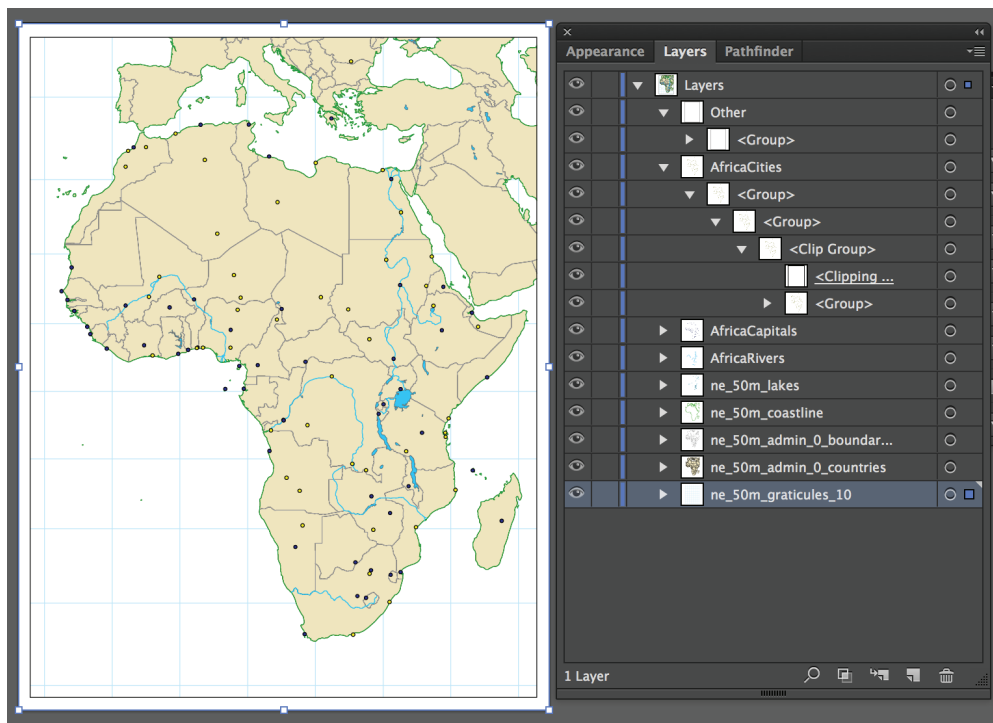 Appearance Layers Pathfinder
Layers
Other
<Group>
AfricaCities
<Group>
<Group>
<Clip Group>
<Clipping ...
<Group>
AfricaCapitals
AfricaRivers
ne_50m_lakes
ne_50m_coastline
ne_50m_admin_0_boundar...
ne_50m_admin_0_countries
ne_50m_graticules_10
1 Layer